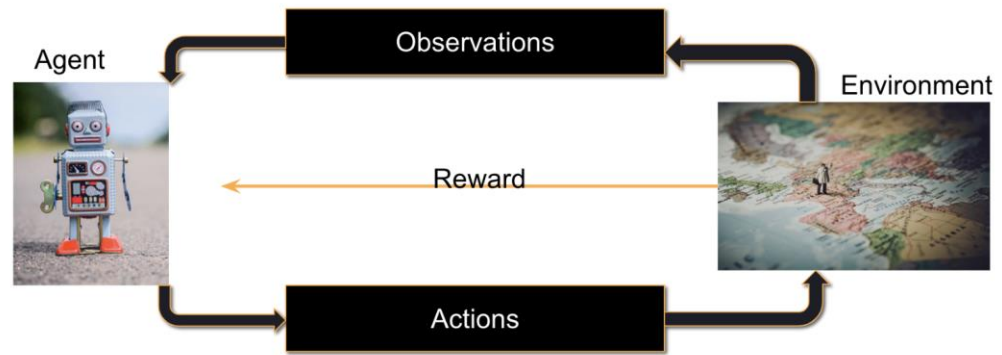 Observations
Agent
Environment
Reward
Actions